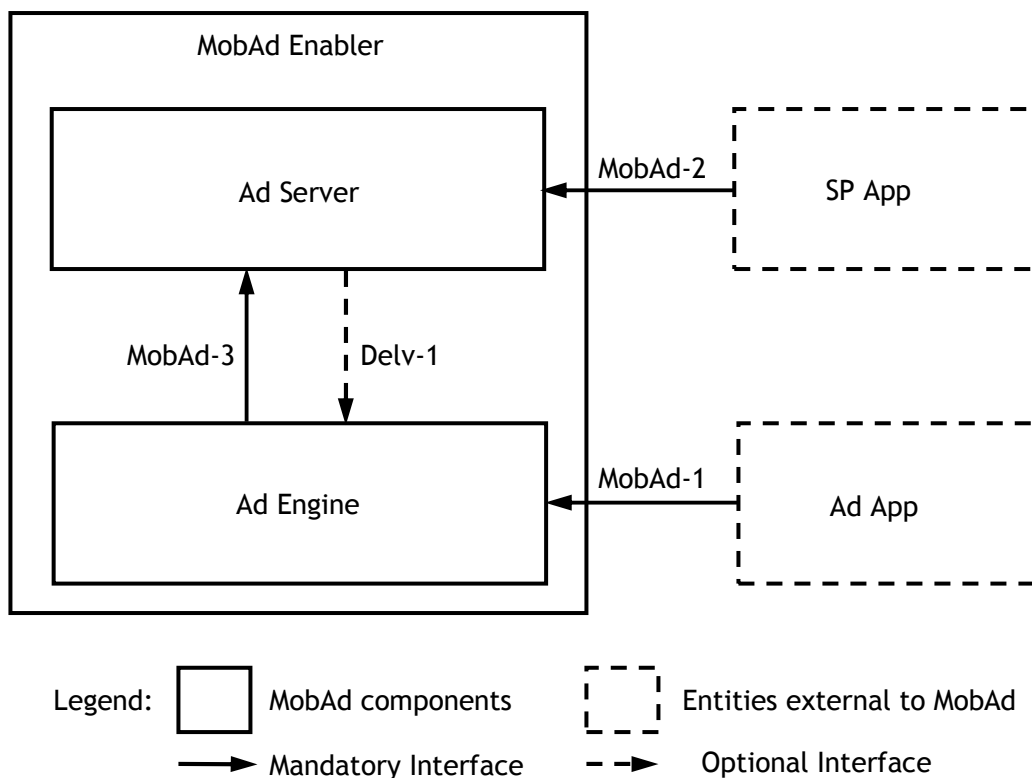 MobAd Enabler
Ad Server
MobAd-2
SP App
MobAd-3
Delv-1
Ad Engine
MobAd-1
Ad App
Legend:
MobAd components
Entities external to MobAd
Mandatory Interface
Optional Interface